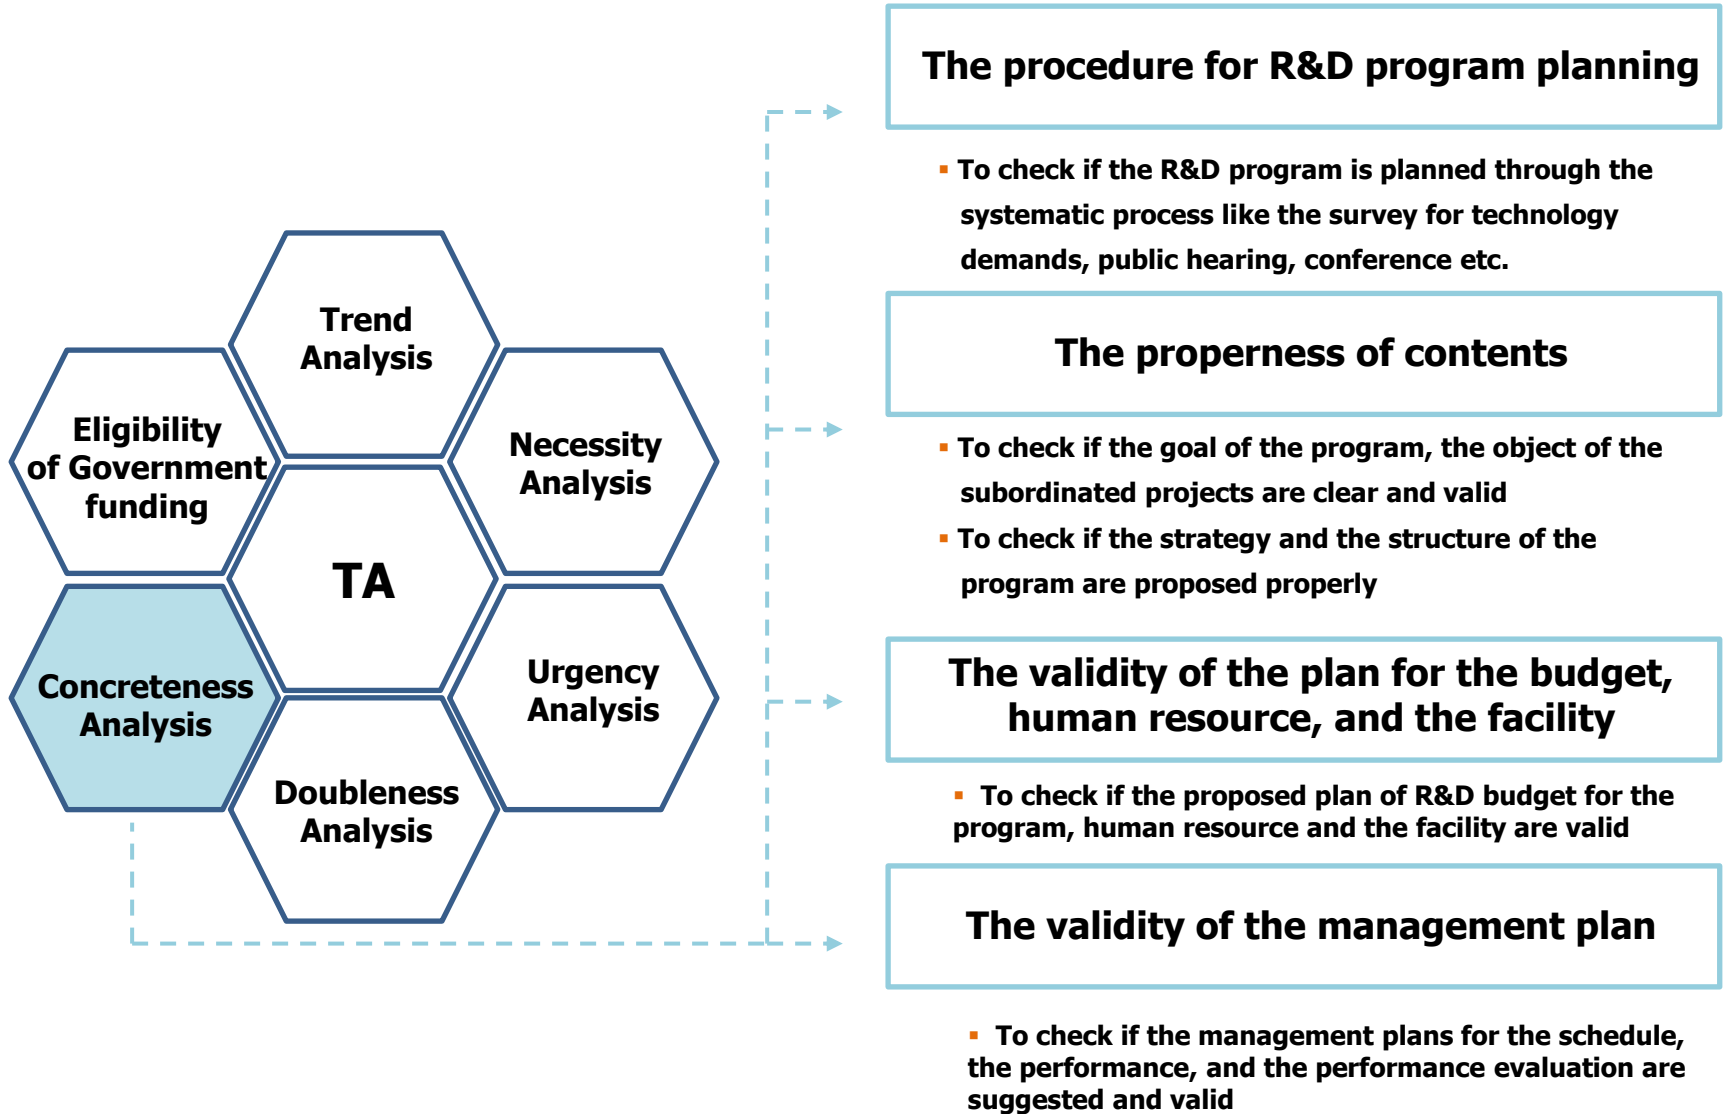 Trend
Analysis
Eligibility
of Government
funding
Necessity
Analysis
TA
Concreteness
Analysis
Urgency
Analysis
Doubleness
Analysis
The procedure for R&D program planning
▪ To check if the R&D program is planned through the
systematic process like the survey for technology
demands, public hearing, conference etc.
The properness of contents
▪ To check if the goal of the program, the object of the
subordinated projects are clear and valid
▪ To check if the strategy and the structure of the
program are proposed properly
The validity of the plan for the budget,
human resource, and the facility
▪ To check if the proposed plan of R&D budget for the
program, human resource and the facility are valid
The validity of the management plan
▪ To check if the management plans for the schedule,
the performance, and the performance evaluation are
suggested and valid